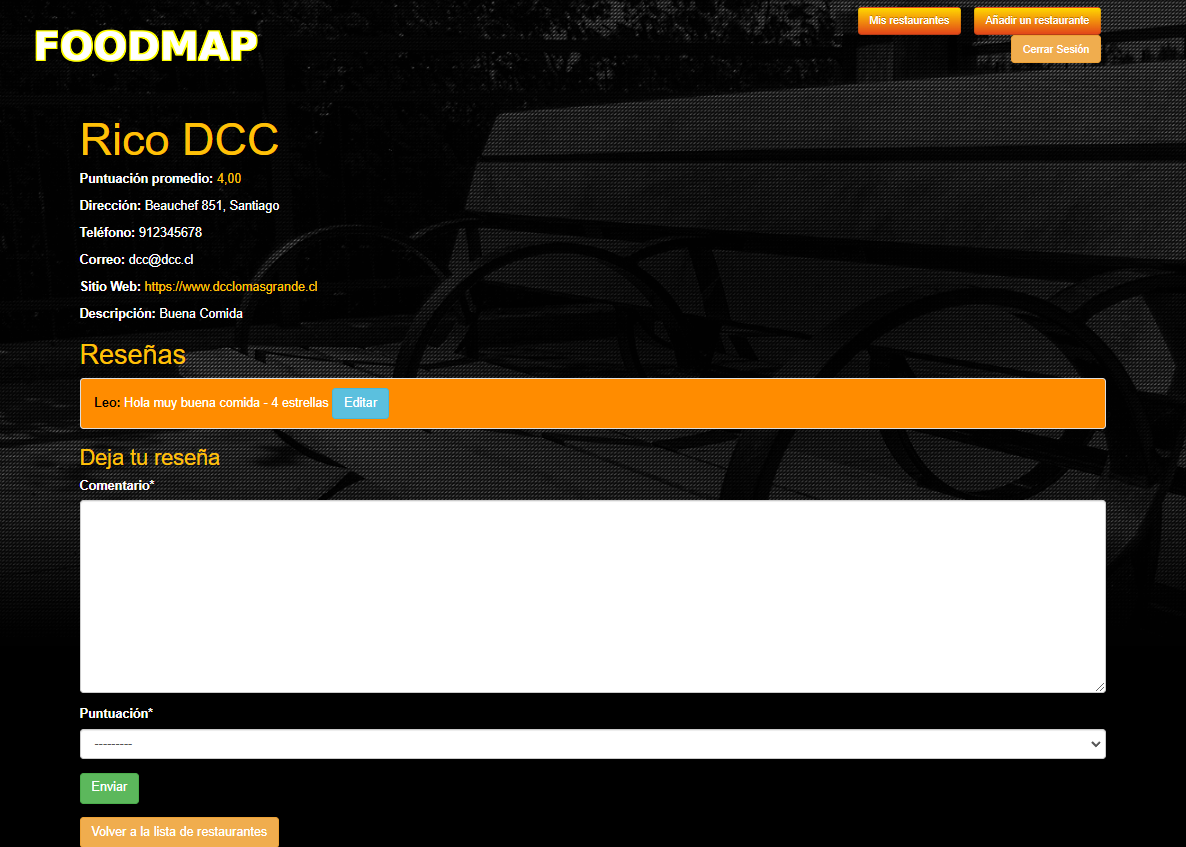 FOODMAP
Mis restaurantes
Añadir un restaurante
Cerrar Sesión
Rico DCC
Puntuación promedio: 4,00
Dirección: Beauchef 851, Santiago
Teléfono: 912345678
Correo: dcc@dcc.cl
Sitio Web: https://www.dcclomasgrande.cl
Descripción: Buena Comida
Reseñas
Leo: Hola muy buena comida - 4 estrellas Editar
Deja tu reseña
Comentario*
Puntuación*
---------
Enviar
Volver a la lista de restaurantes